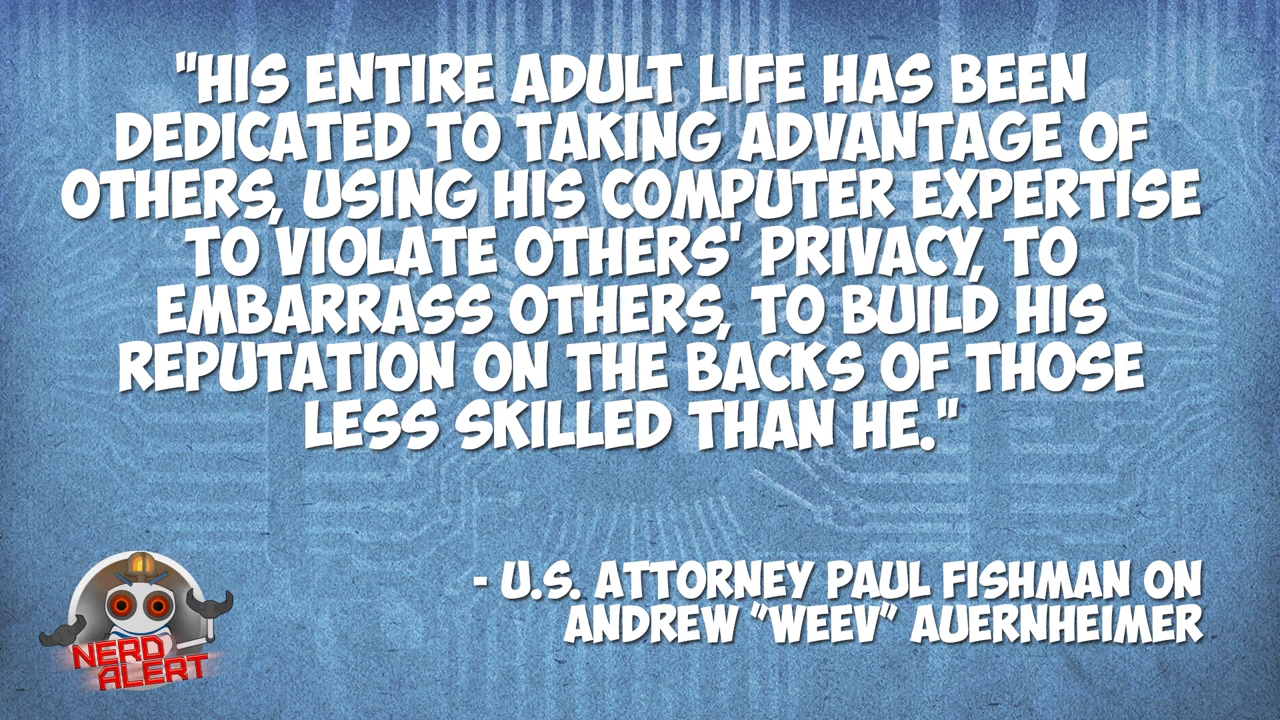 "HIS ENTIRE ADULT LIFE HAS BEEN
DEDICATED TO TAKING ADVANTAGE OF
OTHERS, USING HIS COMPUTER EXPERTISE
TO VIOLATE OTHERS' PRIVACY, TO
EMBARRASS OTHERS, TO BUILD HIS
REPUTATION ON THE BACKS OF THOSE
LESS SKILLED THAN HE."
- U.S. ATTORNEY PAUL FISHMAN ON
ANDREW "WEEV" AUERNHEIMER
NERD
ALERT